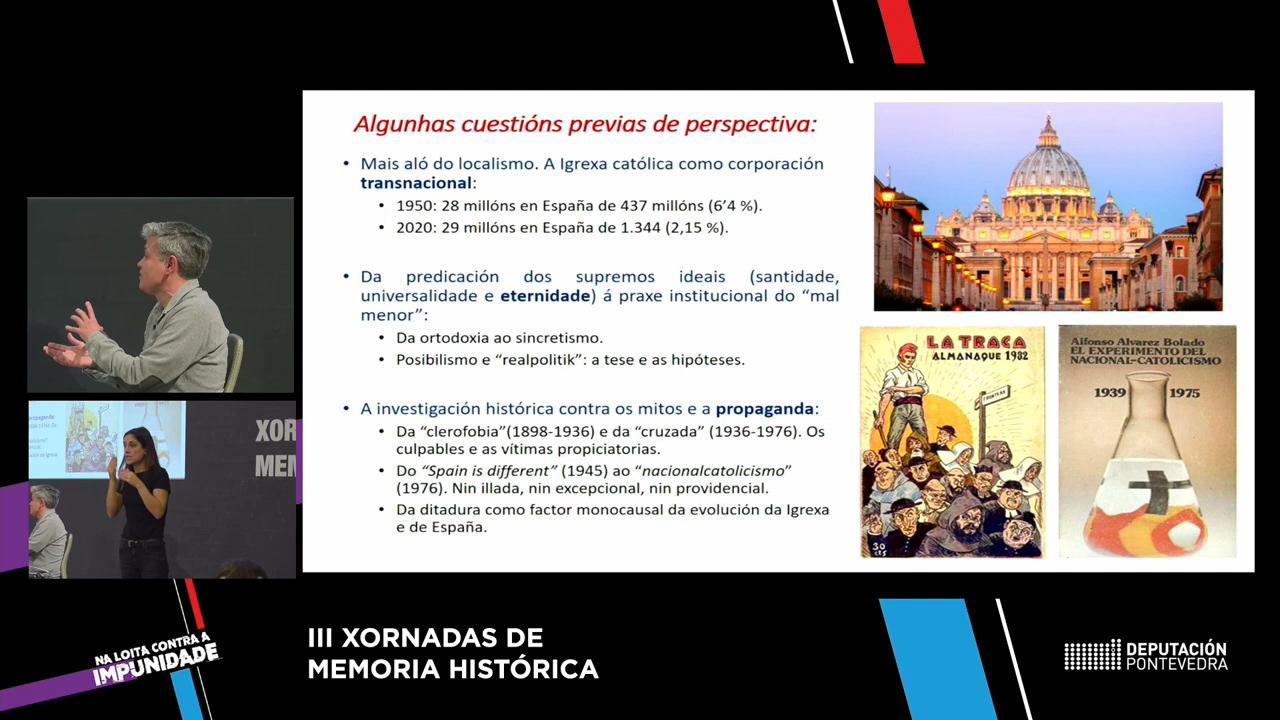 Algunhas cuestións previas de perspectiva:
• Mais aló do localismo. A Igrexa católica como corporación
transnacional:
• 1950: 28 millóns en España de 437 millóns (6'4 %).
• 2020: 29 millóns en España de 1.344 (2,15 %).
• Da predicación dos supremos ideais (santidade,
universalidade e eternidade) á praxe institucional do “mal
menor”:
• Da ortodoxia ao sincretismo.
• Posibilismo e “realpolitik”: a tese e as hipóteses.
• A investigación histórica contra os mitos e a propaganda:
• Da “clerofobia”(1898-1936) e da “cruzada” (1936-1976). Os
culpables e as vítimas propiciatorias.
• Do “Spain is different” (1945) ao “nacionalcatolicismo”
(1976). Nin illada, nin excepcional, nin providencial.
• Da ditadura como factor monocausal da evolución da Igrexa
e de España.
LA TRACA
ALMANAQUE 1932
30
CTS
Alfonso Alvarez Bolado
EL EXPERIMENTO DEL
NACIONAL-CATOLICISMO
1939 1975
XOR
MEM
NA LOITA CONTRA A
IMPUNIDADE
III XORNADAS DE
MEMORIA HISTÓRICA
DEPUTACIÓN
PONTEVEDRA